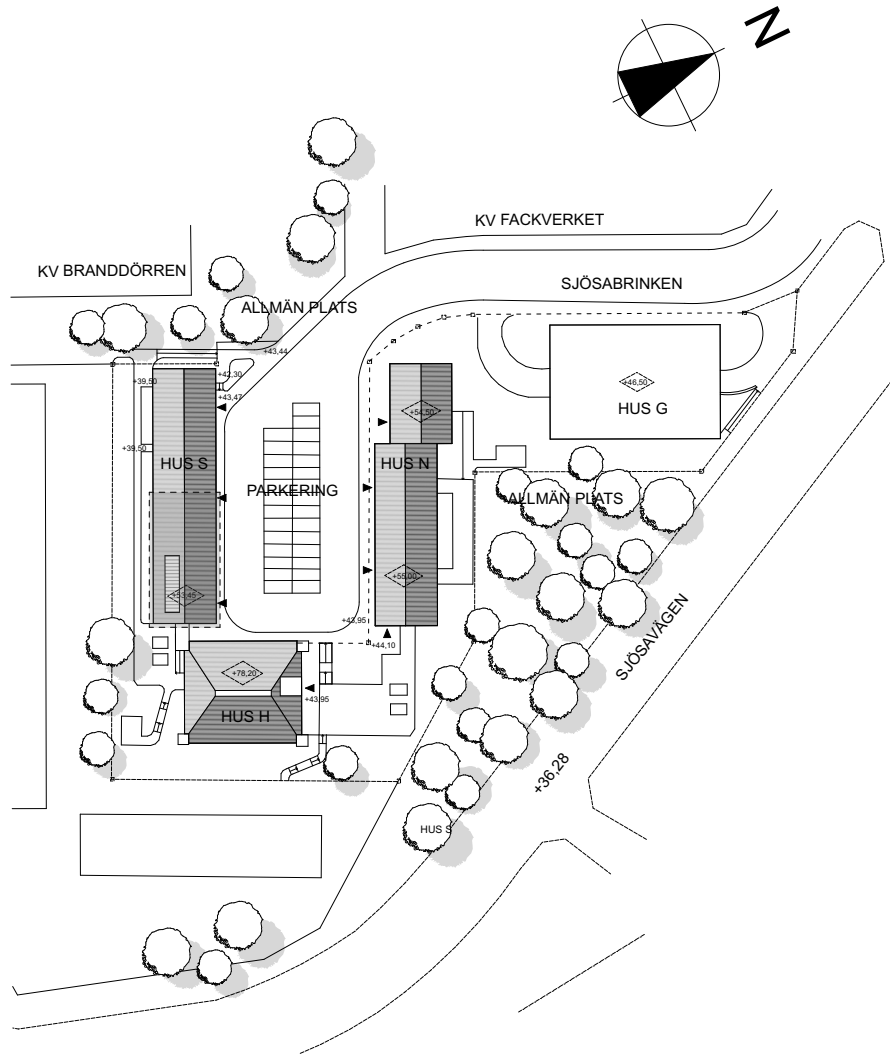 N
KV FACKVERKET
KV BRANDDÖRREN
SJÖSABRINKEN
ALLMÄN PLATS
+43,44
+42,30
+39,50
+43,47
+46,50
HUS G
+54,50
+39,50
HUS S
HUS N
PARKERING
ALLMÄN PLATS
+55,00
+53,45
+43,95
+44,10
SJÖSAVÄGEN
+78,20
+43,95
HUS H
+36,28
HUS S